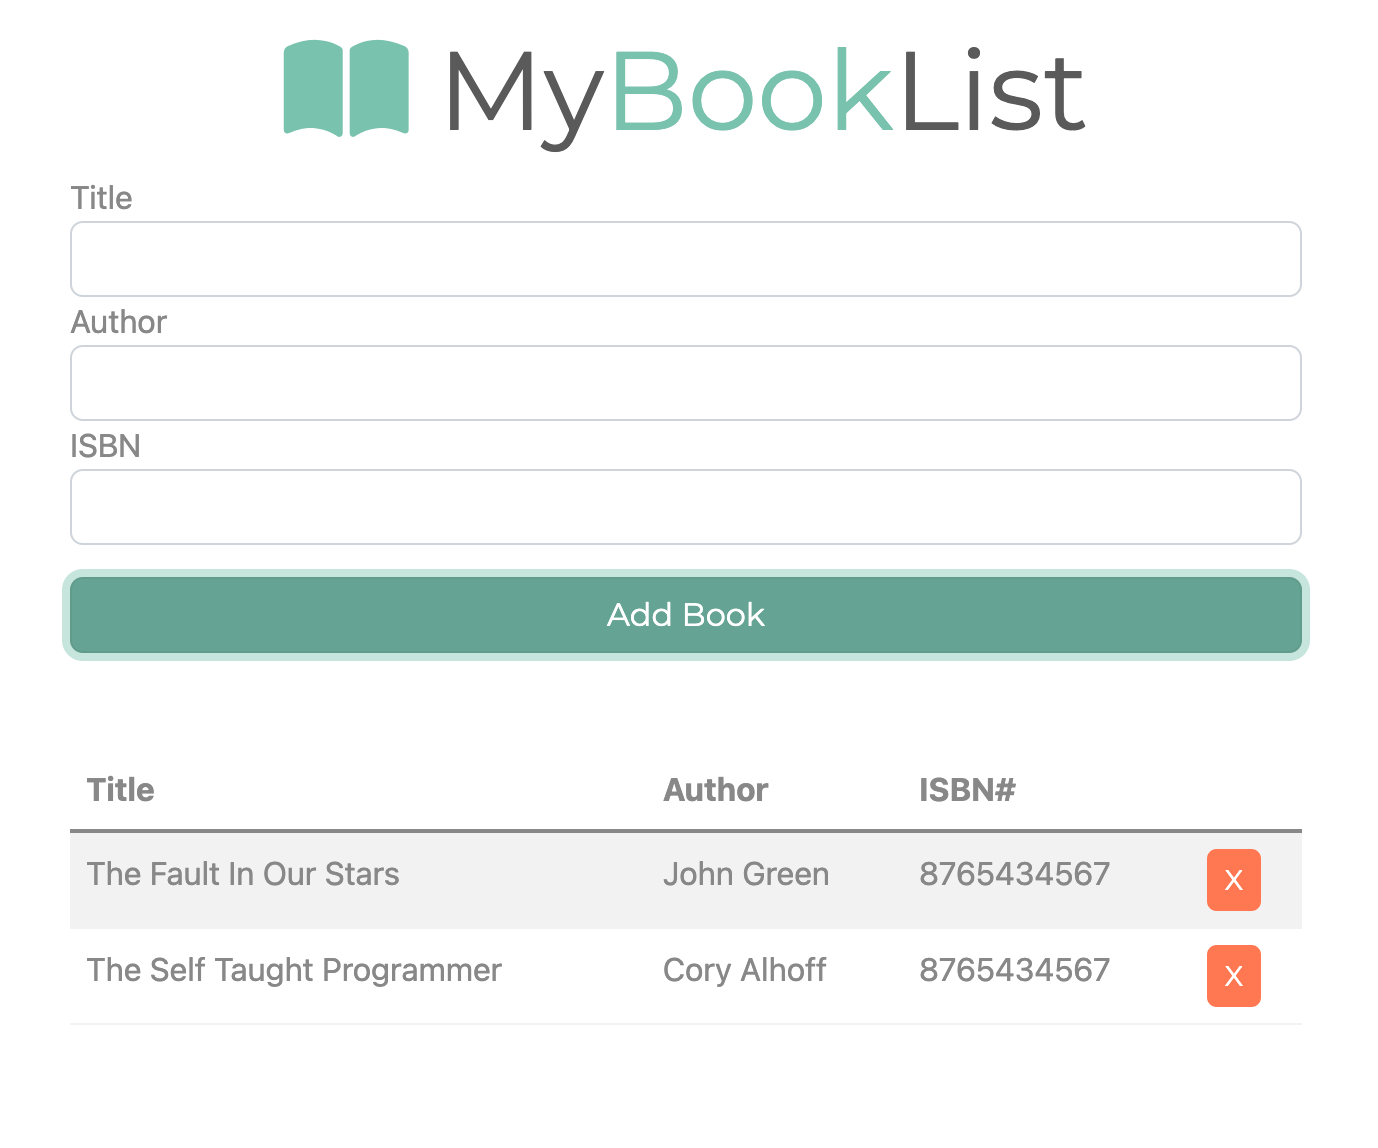 MyBookList
Title
Author
ISBN
Add Book
Title Author ISBN#
The Fault In Our Stars John Green 8765434567 X
The Self Taught Programmer Cory Alhoff 8765434567 X